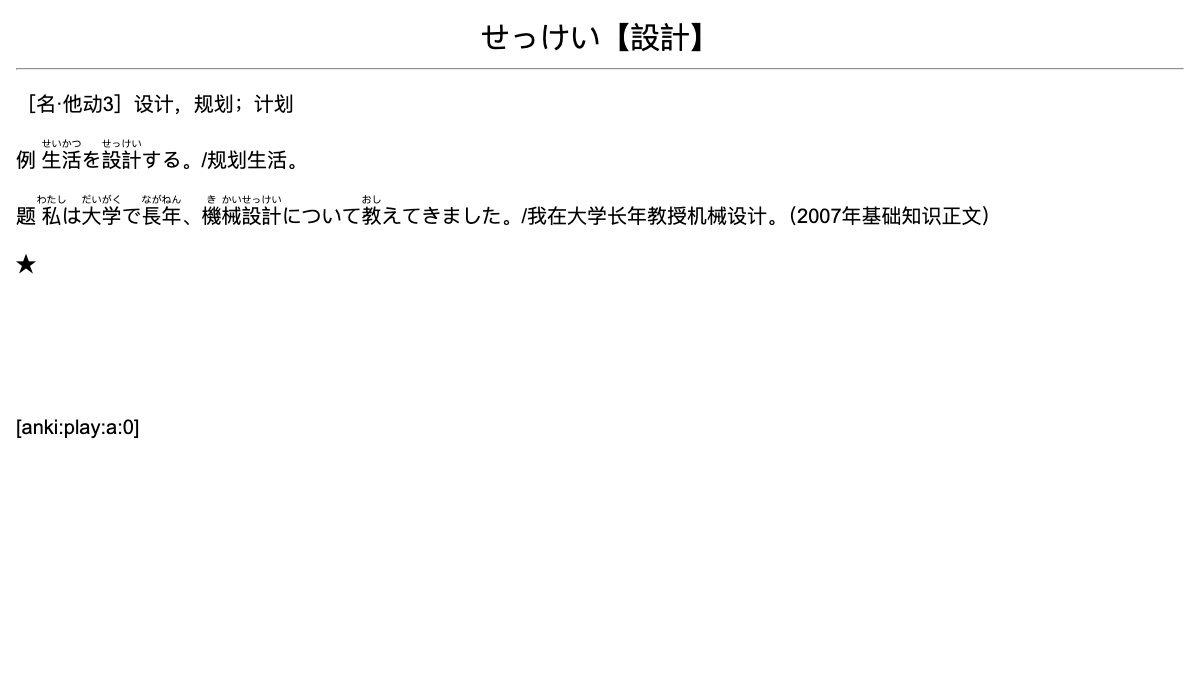 せっけい【設計】
［名·他动3］设计，规划；计划
せいかつ せっけい
例 生活を設計する。/规划生活。
わたし だいがく ながねん き かいせっけい おし
题 私は大学で長年、機械設計について教えてきました。/我在大学长年教授机械设计。（2007年基础知识正文）
★
[anki:play:a:0]